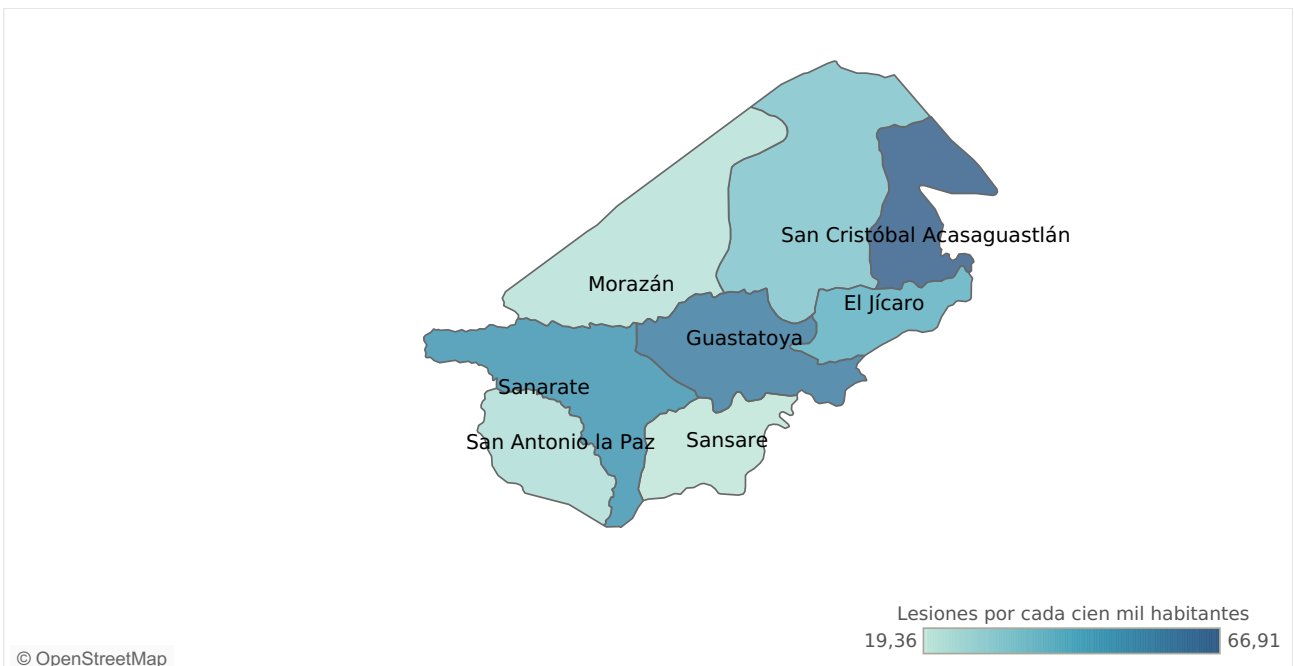 San Cristóbal Acasaguastlán
Morazán
El Jícaro
Guastatoya
Sanarate
San Antonio la Paz
Sansare
Lesiones por cada cien mil habitantes
19,36
66,91
© OpenStreetMap